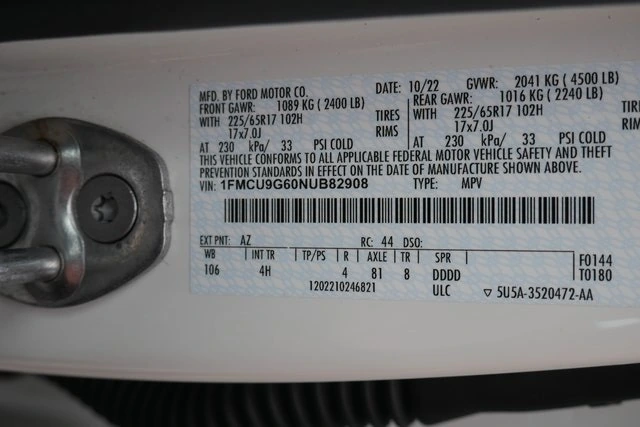 MFD. BY FORD MOTOR CO. DATE: 10/22 GVWR: 2041 KG (4500 LB)
FRONT GAWR: 1089 KG (2400 LB) REAR GAWR: 1016 KG (2240 LB)
WITH 225/65R17 102H TIRES WITH 225/65R17 102H TIRES
17x7.0J RIMS 17x7.0J RIMS
AT 230 kPa/ 33 PSI COLD AT 230 kPa/ 33 PSI COLD
THIS VEHICLE CONFORMS TO ALL APPLICABLE FEDERAL MOTOR VEHICLE SAFETY AND THEFT
PREVENTION STANDARDS IN EFFECT ON THE DATE OF MANUFACTURE SHOWN ABOVE.
VIN: 1FMCU9G60NUB82908 TYPE: MPV
EXT PNT: AZ RC: 44 DSO:
WB INT TR TP/PS R AXLE TR SPR F0144
106 4H 4 81 8 DDDD T0180
1202210246821 ULC ▽ 5U5A-3520472-AA